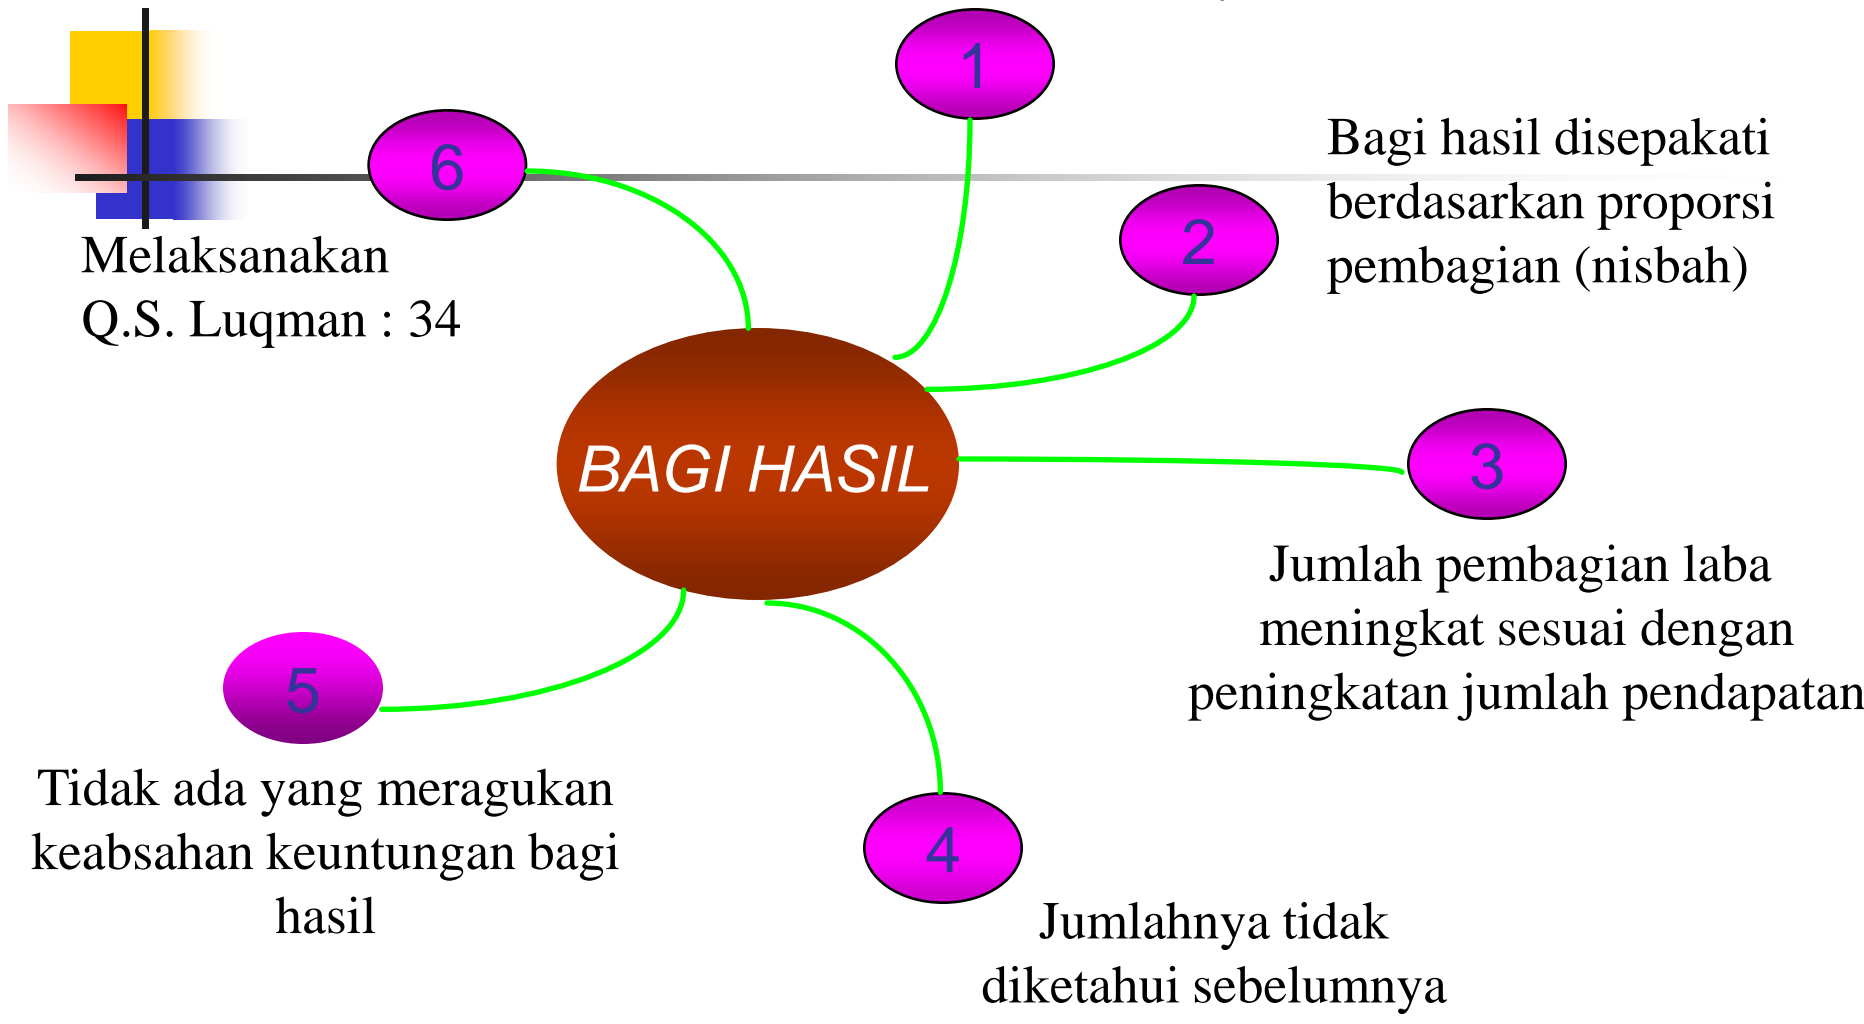 1
6
Bagi hasil disepakati
berdasarkan proporsi
pembagian (nisbah)
2
Melaksanakan
Q.S. Luqman : 34
BAGI HASIL
3
Jumlah pembagian laba
meningkat sesuai dengan
peningkatan jumlah pendapatan
5
Tidak ada yang meragukan
keabsahan keuntungan bagi
hasil
4
Jumlahnya tidak
diketahui sebelumnya